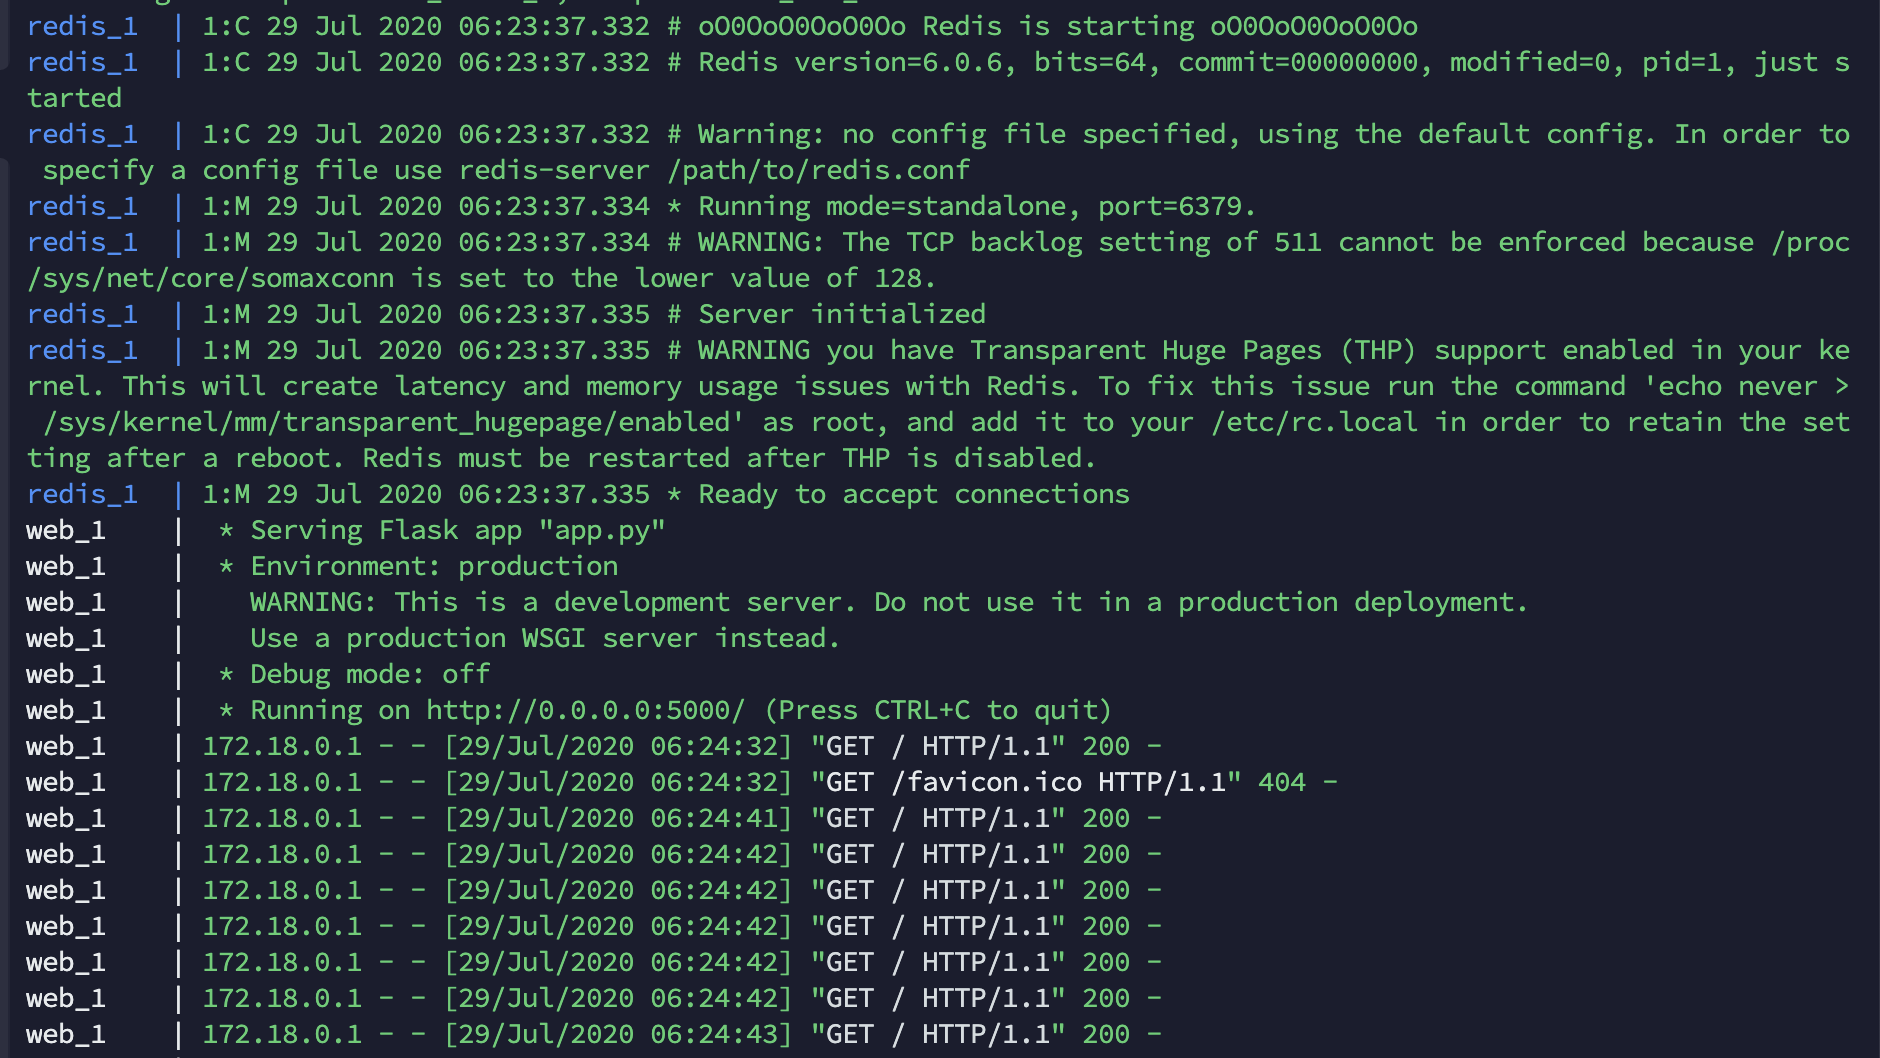 redis_1  | 1:C 29 Jul 2020 06:23:37.332 # oO0OoO0OoO0Oo Redis is starting oO0OoO0OoO0Oo
redis_1  | 1:C 29 Jul 2020 06:23:37.332 # Redis version=6.0.6, bits=64, commit=00000000, modified=0, pid=1, just s
tarted
redis_1  | 1:C 29 Jul 2020 06:23:37.332 # Warning: no config file specified, using the default config. In order to
 specify a config file use redis-server /path/to/redis.conf
redis_1  | 1:M 29 Jul 2020 06:23:37.334 * Running mode=standalone, port=6379.
redis_1  | 1:M 29 Jul 2020 06:23:37.334 # WARNING: The TCP backlog setting of 511 cannot be enforced because /proc
/sys/net/core/somaxconn is set to the lower value of 128.
redis_1  | 1:M 29 Jul 2020 06:23:37.335 # Server initialized
redis_1  | 1:M 29 Jul 2020 06:23:37.335 # WARNING you have Transparent Huge Pages (THP) support enabled in your ke
rnel. This will create latency and memory usage issues with Redis. To fix this issue run the command 'echo never >
 /sys/kernel/mm/transparent_hugepage/enabled' as root, and add it to your /etc/rc.local in order to retain the set
ting after a reboot. Redis must be restarted after THP is disabled.
redis_1  | 1:M 29 Jul 2020 06:23:37.335 * Ready to accept connections
web_1    |  * Serving Flask app "app.py"
web_1    |  * Environment: production
web_1    |    WARNING: This is a development server. Do not use it in a production deployment.
web_1    |    Use a production WSGI server instead.
web_1    |  * Debug mode: off
web_1    |  * Running on http://0.0.0.0:5000/ (Press CTRL+C to quit)
web_1    | 172.18.0.1 - - [29/Jul/2020 06:24:32] "GET / HTTP/1.1" 200 -
web_1    | 172.18.0.1 - - [29/Jul/2020 06:24:32] "GET /favicon.ico HTTP/1.1" 404 -
web_1    | 172.18.0.1 - - [29/Jul/2020 06:24:41] "GET / HTTP/1.1" 200 -
web_1    | 172.18.0.1 - - [29/Jul/2020 06:24:42] "GET / HTTP/1.1" 200 -
web_1    | 172.18.0.1 - - [29/Jul/2020 06:24:42] "GET / HTTP/1.1" 200 -
web_1    | 172.18.0.1 - - [29/Jul/2020 06:24:42] "GET / HTTP/1.1" 200 -
web_1    | 172.18.0.1 - - [29/Jul/2020 06:24:42] "GET / HTTP/1.1" 200 -
web_1    | 172.18.0.1 - - [29/Jul/2020 06:24:42] "GET / HTTP/1.1" 200 -
web_1    | 172.18.0.1 - - [29/Jul/2020 06:24:43] "GET / HTTP/1.1" 200 -